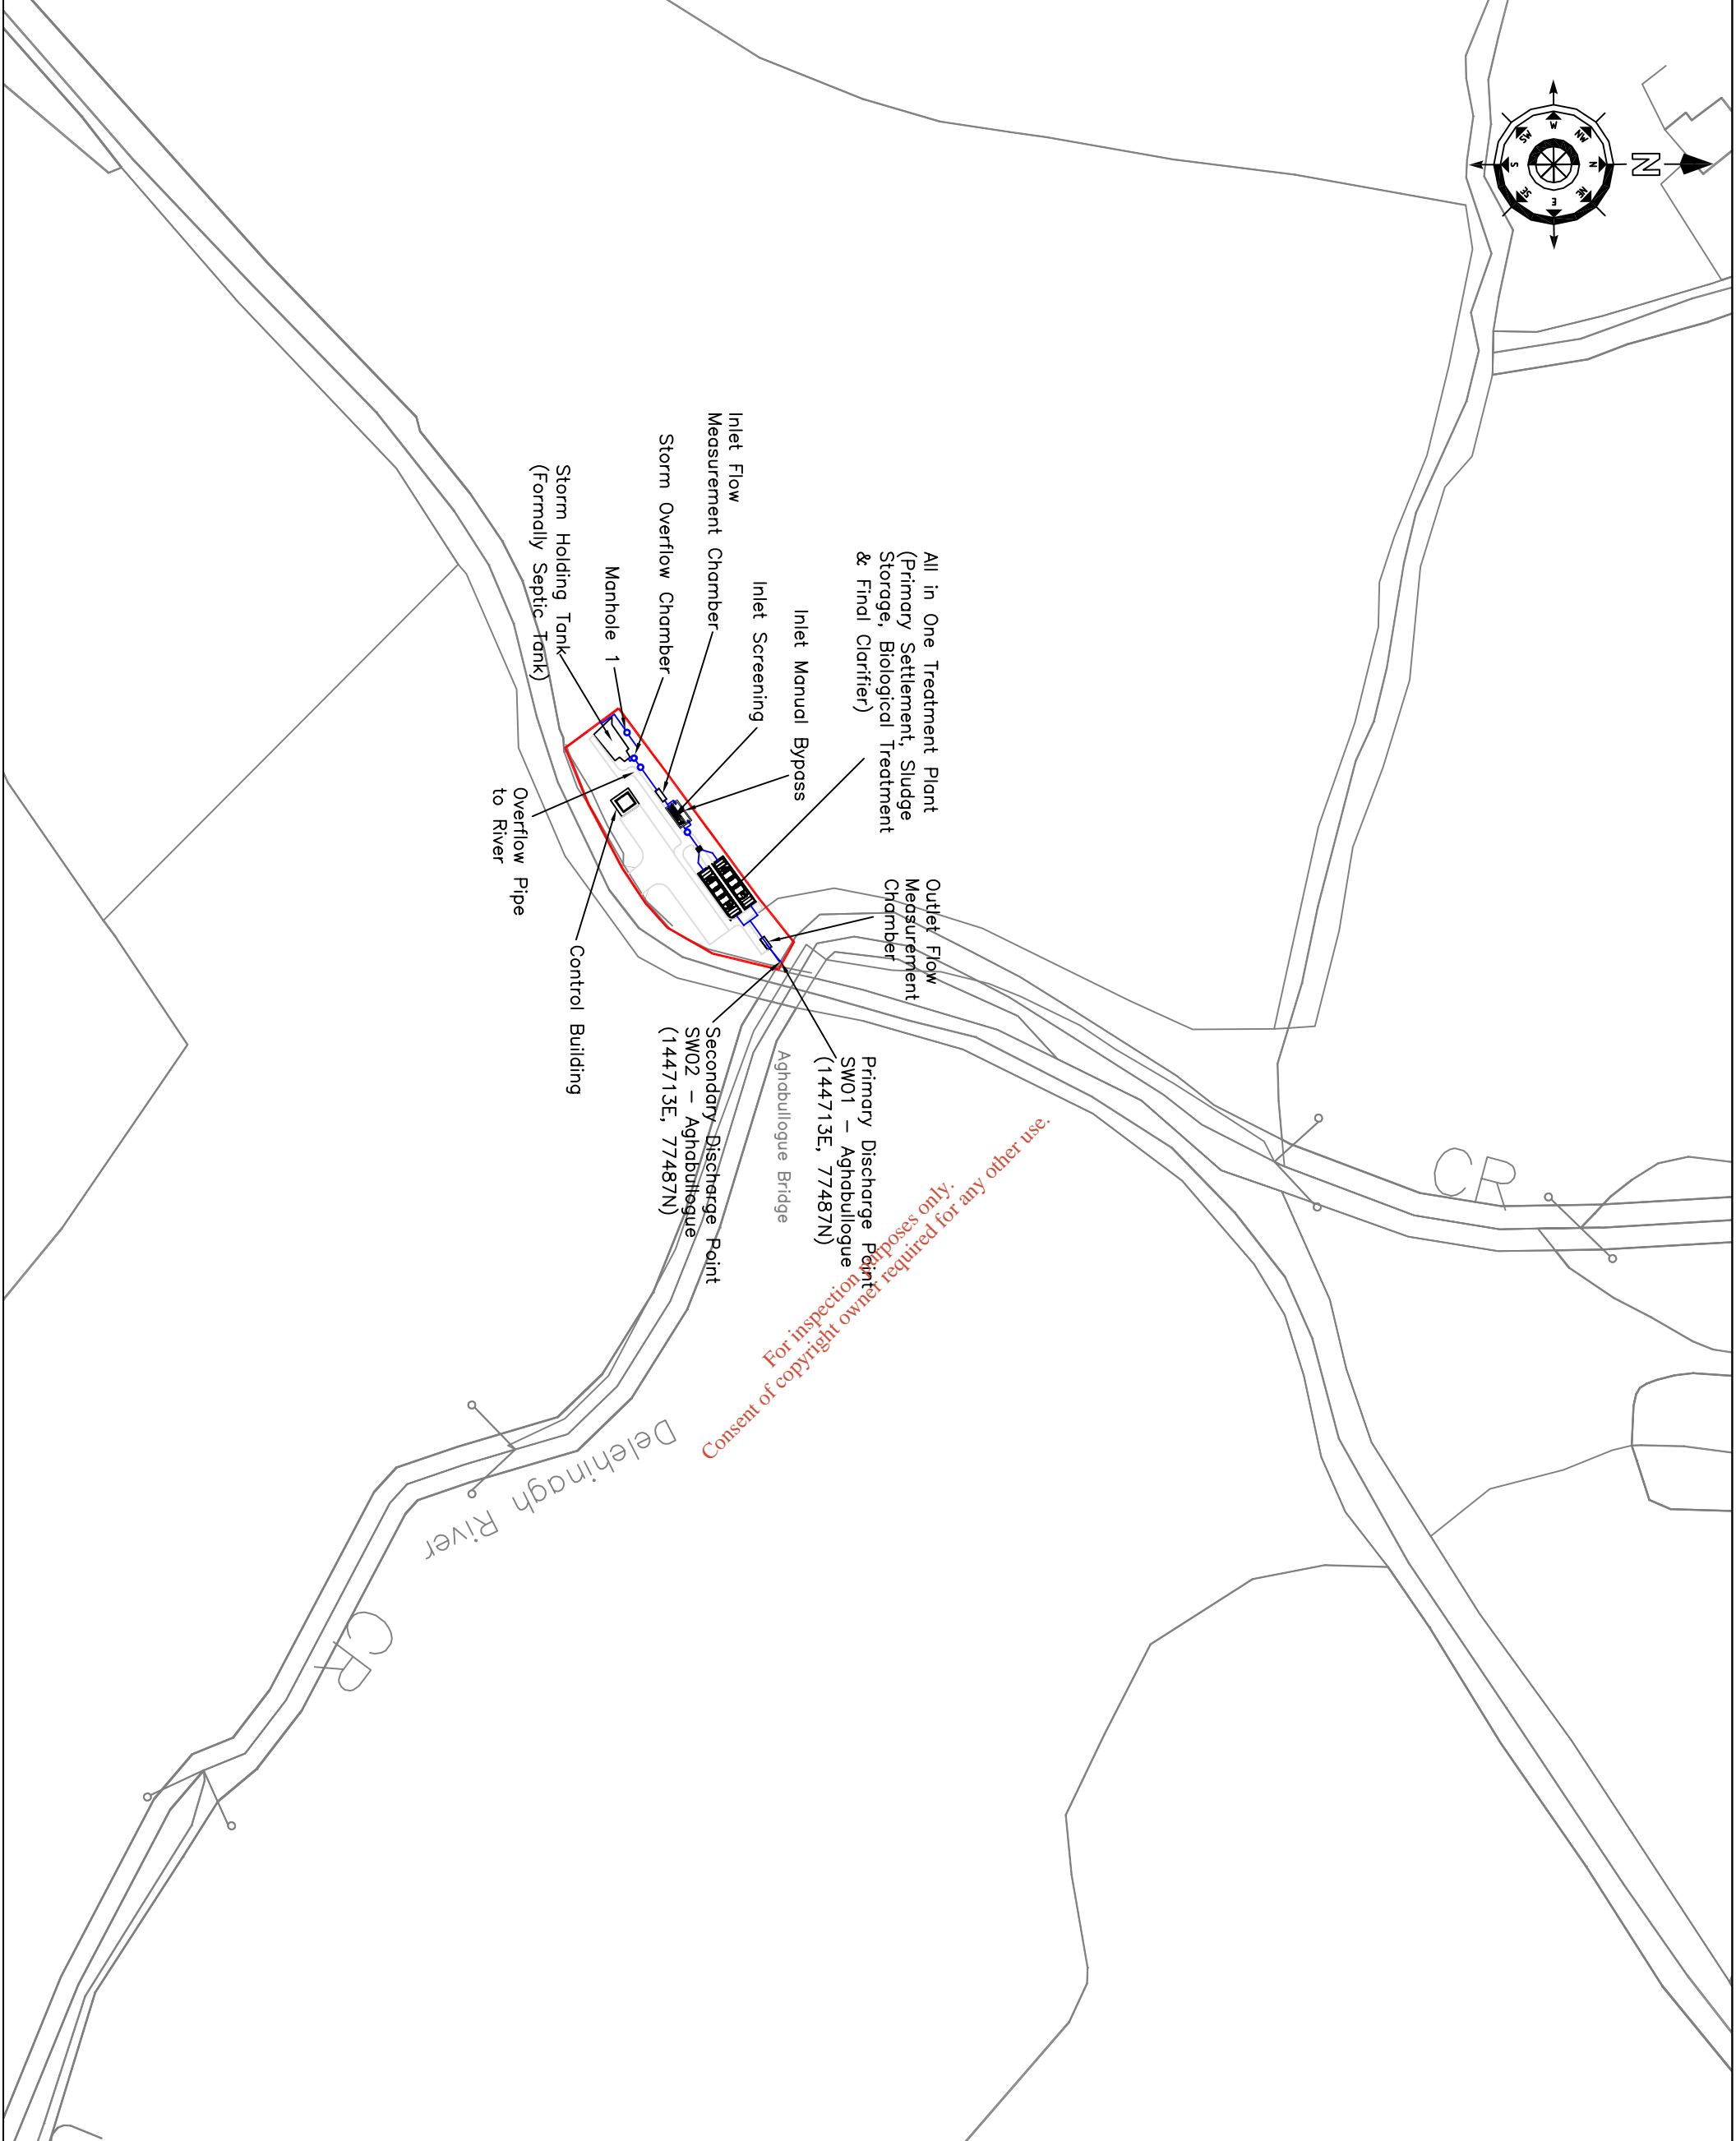 N
N
NE
E
SE
S
SW
W
NW
All in One Treatment Plant
(Primary Settlement, Sludge
Storage, Biological Treatment
& Final Clarifier)
Inlet Manual Bypass
Inlet Screening
Inlet Flow
Measurement Chamber
Storm Overflow Chamber
Manhole 1
Storm Holding Tank
(Formally Septic Tank)
Outlet Flow
Measurement
Chamber
Overflow Pipe
to River
Control Building
Primary Discharge Point
SW01 – Aghabullogue
(144713E, 77487N)
Aghabullogue Bridge
Secondary Discharge Point
SW02 – Aghabullogue
(144713E, 77487N)
CR
Delehinagh River
CR
For inspection purposes only.
Consent of copyright owner required for any other use.